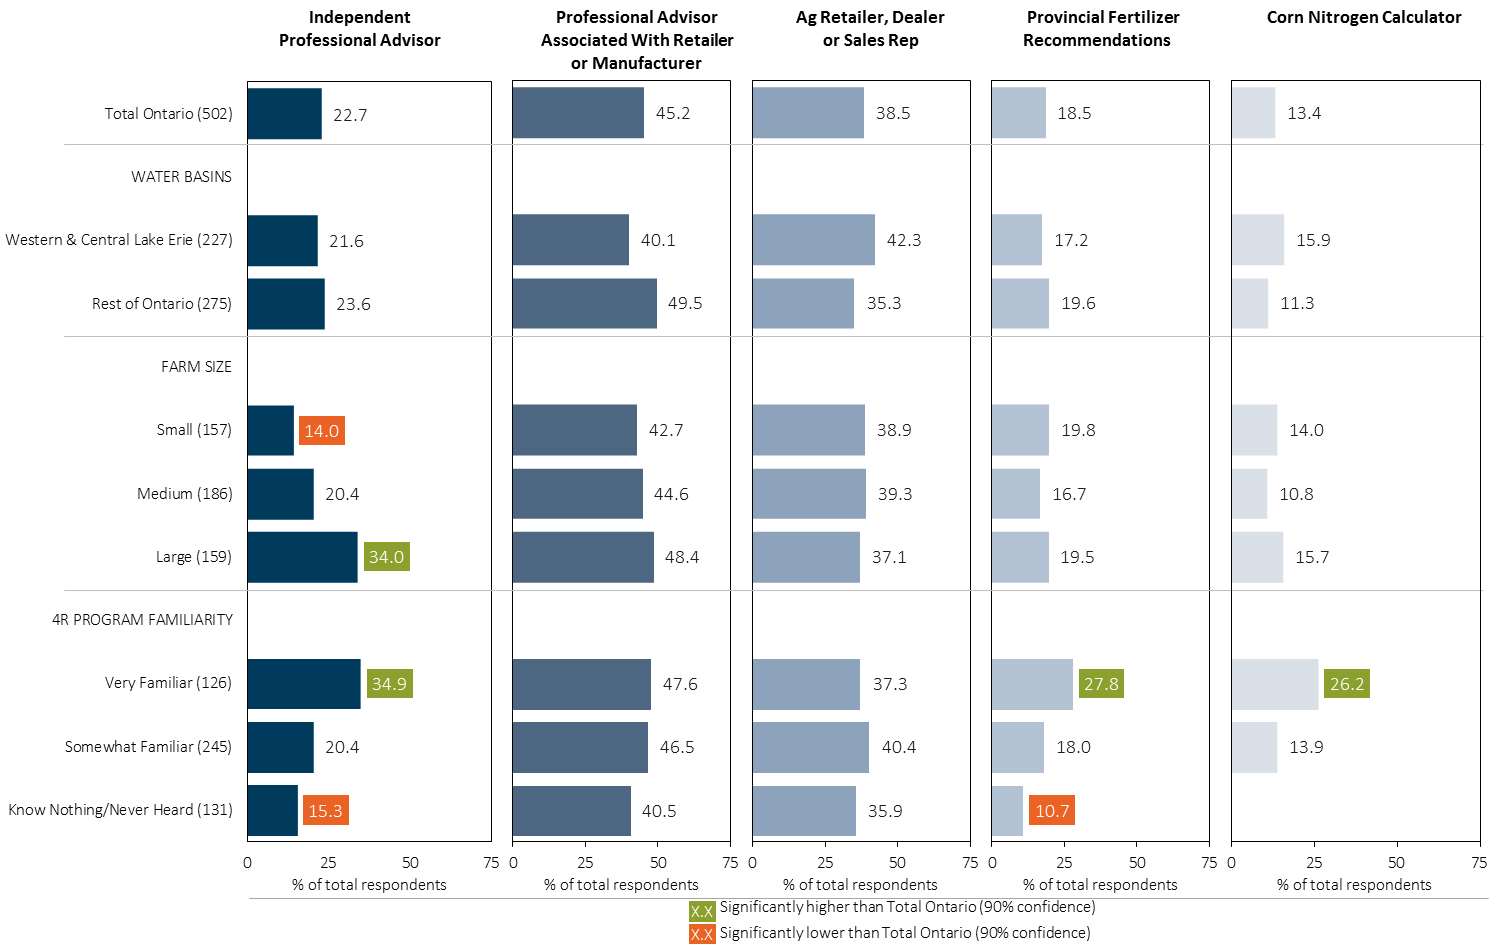 Independent
Professional Advisor
Professional Advisor
Associated With Retailer
or Manufacturer
Ag Retailer, Dealer
or Sales Rep
Provincial Fertilizer
Recommendations
Corn Nitrogen Calculator
Total Ontario (502) 22.7 45.2 38.5 18.5 13.4
WATER BASINS
Western & Central Lake Erie (227) 21.6 40.1 42.3 17.2 15.9
Rest of Ontario (275) 23.6 49.5 35.3 19.6 11.3
FARM SIZE
Small (157) 14.0 42.7 38.9 19.8 14.0
Medium (186) 20.4 44.6 39.3 16.7 10.8
Large (159) 34.0 48.4 37.1 19.5 15.7
4R PROGRAM FAMILIARITY
Very Familiar (126) 34.9 47.6 37.3 27.8 26.2
Somewhat Familiar (245) 20.4 46.5 40.4 18.0 13.9
Know Nothing/Never Heard (131) 15.3 40.5 35.9 10.7
0 25 50 75 0 25 50 75 0 25 50 75 0 25 50 75 0 25 50 75
% of total respondents % of total respondents % of total respondents % of total respondents % of total respondents
X.X Significantly higher than Total Ontario (90% confidence)
X.X Significantly lower than Total Ontario (90% confidence)